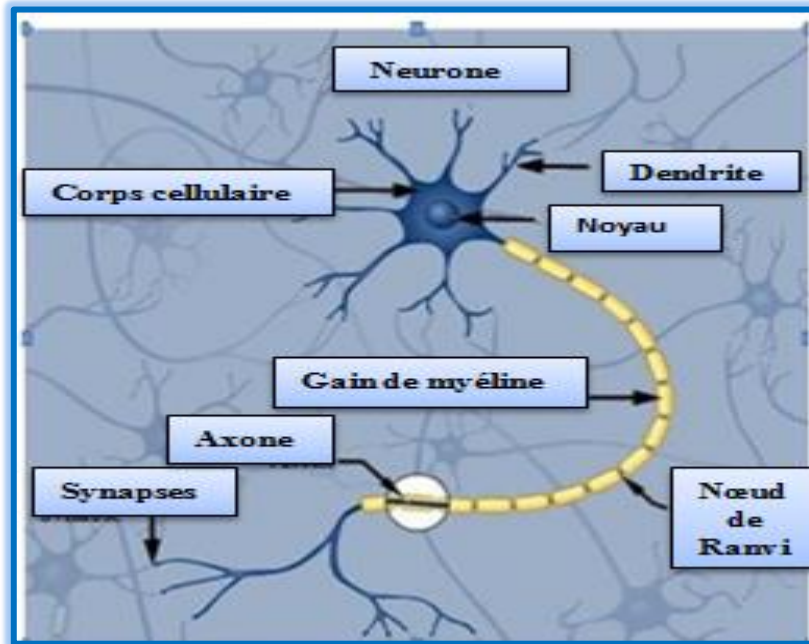 Neurone
Dendrite
Corps cellulaire
Noyau
Gain de myéline
Axone
Synapses
Nœud
de
Ranvi